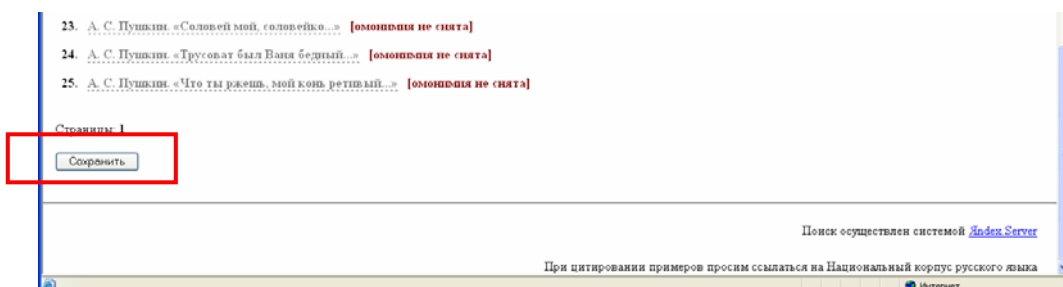 23. А. С. Пушкин. «Соловей мой, соловейко...» [омонимия не снята]
24. А. С. Пушкин. «Трусоват был Ваня бедный...» [омонимия не снята]
25. А. С. Пушкин. «Что ты ржешь, мой конь ретивый...» [омонимия не снята]
Страницы: 1
Сохранить
Поиск осуществлен системой Яndex.Server
При цитировании примеров просим ссылаться на Национальный корпус русского языка
Интернет